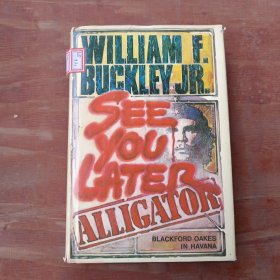 WILLIAM F.
BUCKLEY, JR.
SEE
YOU
LATER
ALLIGATOR
BLACKFORD OAKES
IN HAVANA